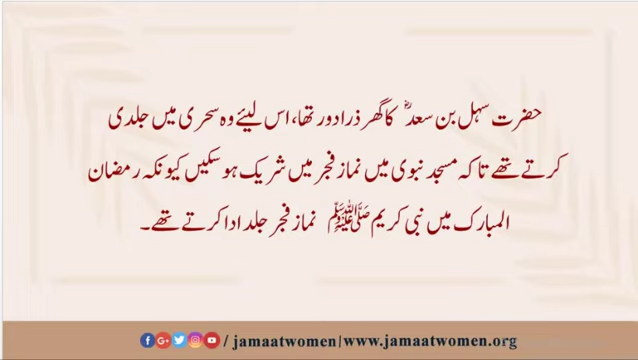 حضرت سہل بن سعدؓ کا گھر ذرا دور تھا، اس لیئے وہ سحری میں جلدی
کرتے تھے تاکہ مسجد نبوی میں نماز فجر میں شریک ہو سکیں کیونکہ رمضان
المبارک میں نبی کریم ﷺ نماز فجر جلد ادا کرتے تھے۔
/ jamaatwomen|www.jamaatwomen.org